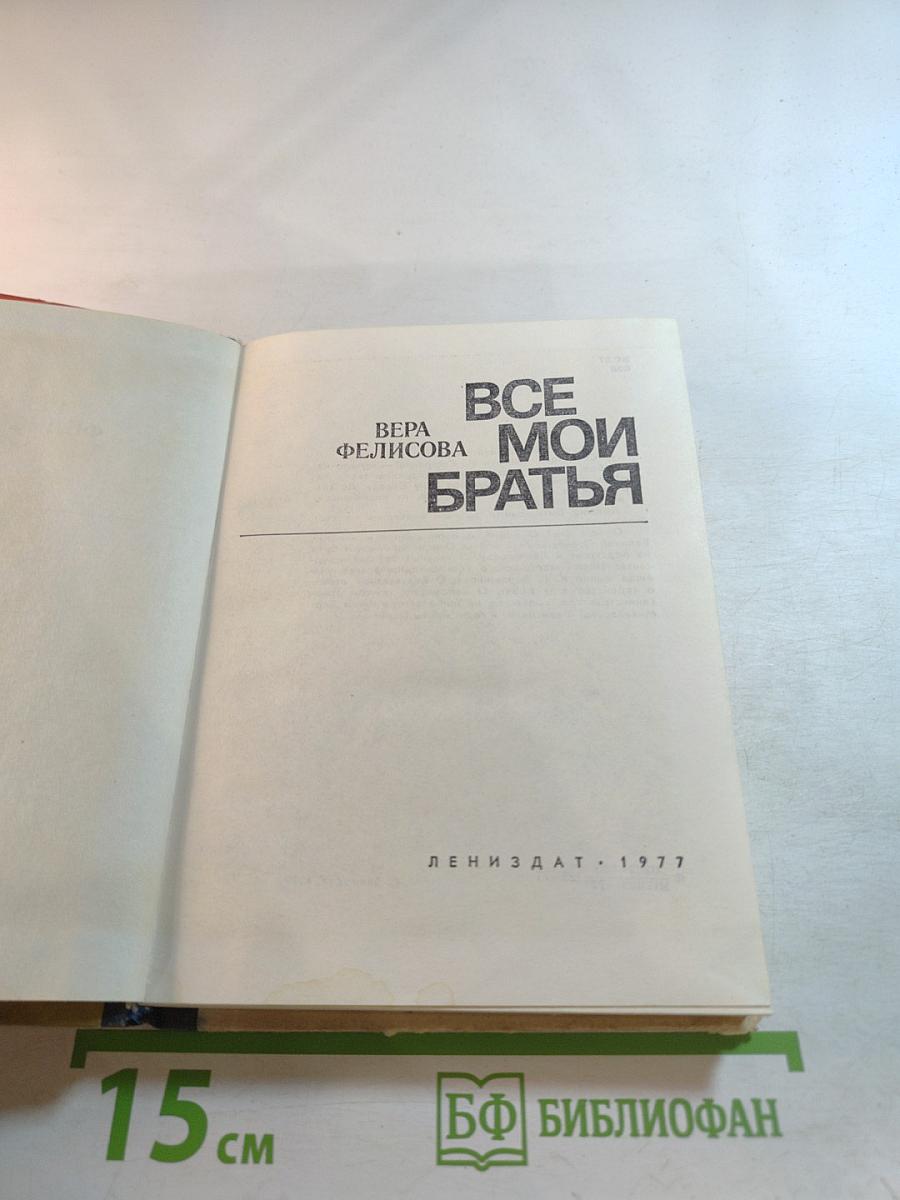 ВЕРА
ФЕЛИСОВА
ВСЕ
МОИ
БРАТЬЯ
ЛЕНИЗДАТ · 1977
15 см
БФ БИБЛИОФАН